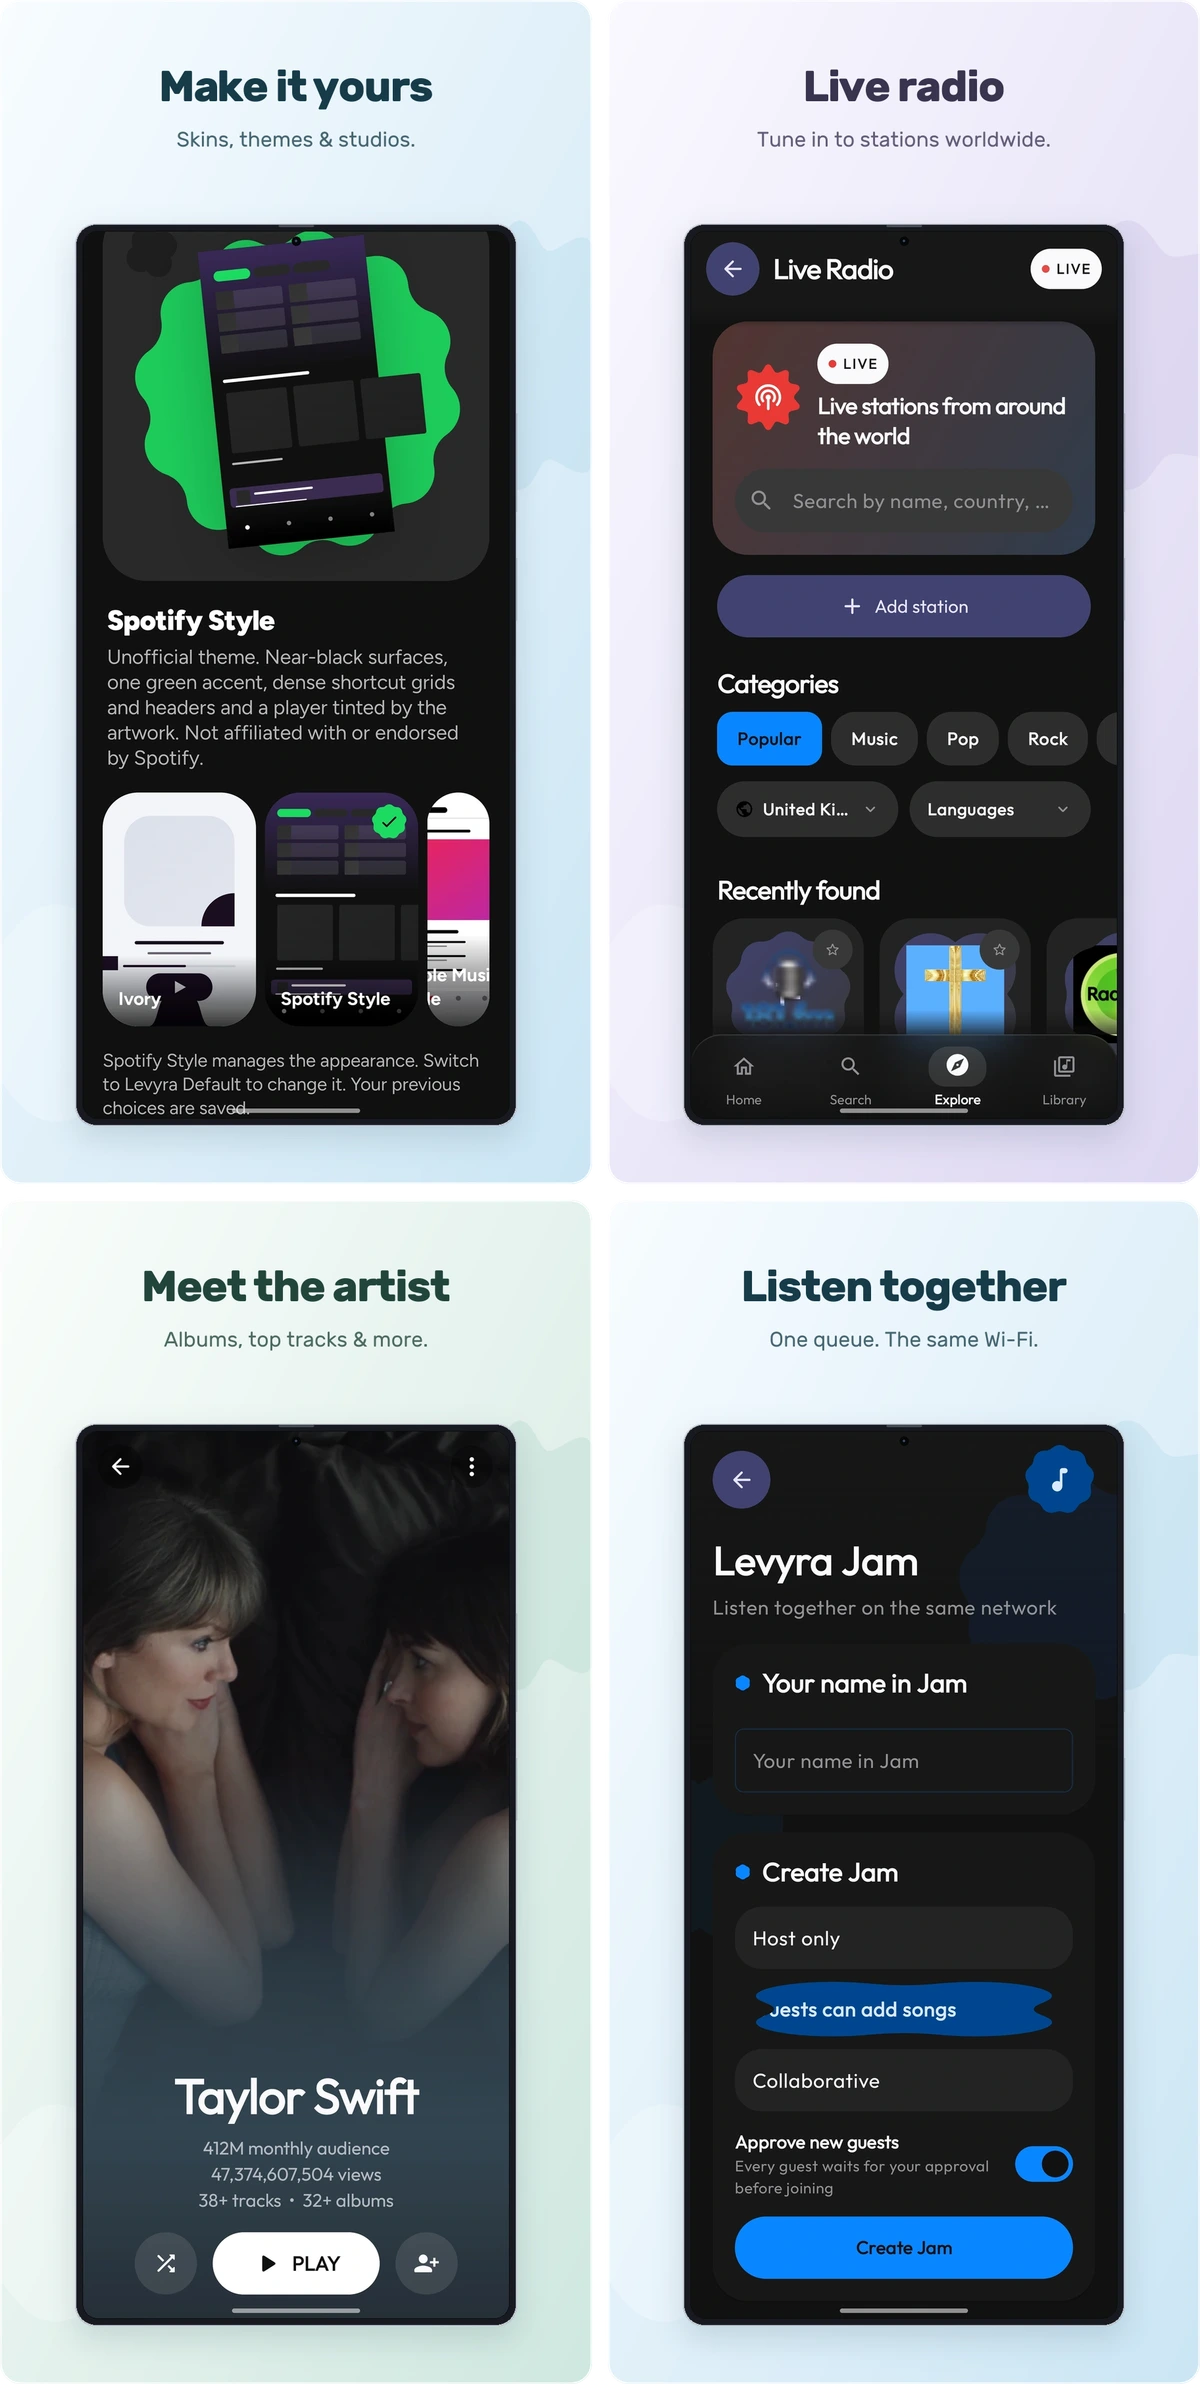 Make it yours
Skins, themes & studios.
Spotify Style
Unofficial theme. Near-black surfaces,
one green accent, dense shortcut grids
and headers and a player tinted by the
artwork. Not affiliated with or endorsed
by Spotify.
Ivory
Spotify Style
ple Musi
le
Spotify Style manages the appearance. Switch
to Levyra Default to change it. Your previous
choices are saved.
Live radio
Tune in to stations worldwide.
Live Radio
LIVE
LIVE
Live stations from around
the world
Search by name, country, ...
+ Add station
Categories
Popular Music Pop Rock
United Ki... Languages
Recently found
Rad
Home Search Explore Library
Meet the artist
Albums, top tracks & more.
Taylor Swift
412M monthly audience
47,374,607,504 views
38+ tracks • 32+ albums
PLAY
Listen together
One queue. The same Wi-Fi.
Levyra Jam
Listen together on the same network
Your name in Jam
Your name in Jam
Create Jam
Host only
uests can add songs
Collaborative
Approve new guests
Every guest waits for your approval
before joining
Create Jam